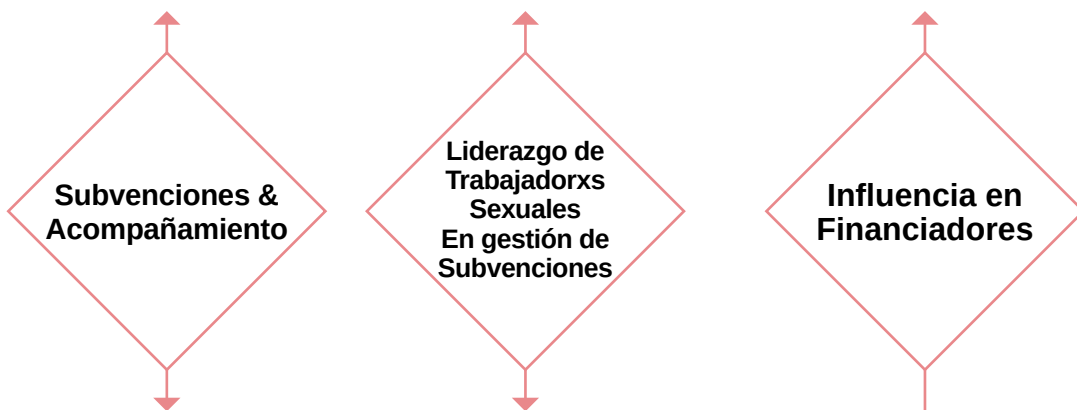 Subvenciones &
Acompañamiento
Liderazgo de
Trabajadorxs
Sexuales
En gestión de
Subvenciones
Influencia en
Financiadores